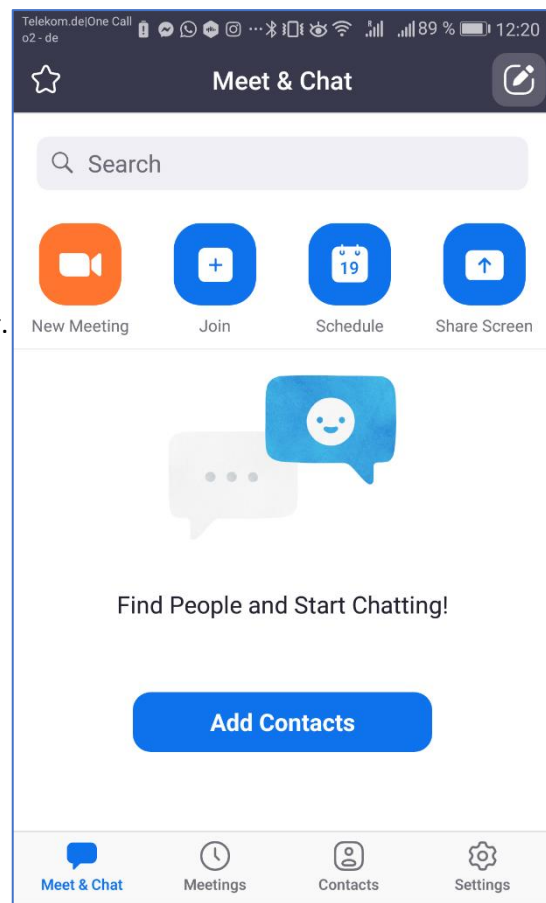 Telekom.de|One Call
o2 - de
89 % 12:20
Meet & Chat
Search
19
New Meeting Join Schedule Share Screen
Find People and Start Chatting!
Add Contacts
Meet & Chat Meetings Contacts Settings